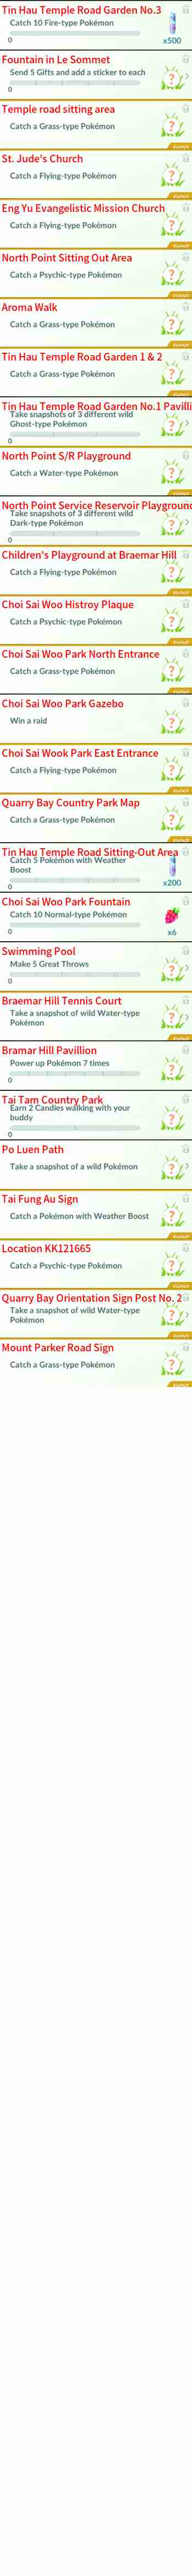 Tin Hau Temple Road Garden No.3
Catch 10 Fire-type Pokémon
0
x500
Fountain in Le Sommet
Send 5 Gifts and add a sticker to each
?
0
Temple road sitting area
Catch a Grass-type Pokémon
?
EVENT
St. Jude's Church
Catch a Flying-type Pokémon
?
EVENT
Eng Yu Evangelistic Mission Church
Catch a Flying-type Pokémon
?
EVENT
North Point Sitting Out Area
Catch a Psychic-type Pokémon
?
EVENT
Aroma Walk
Catch a Grass-type Pokémon
?
EVENT
Tin Hau Temple Road Garden 1 & 2
Catch a Grass-type Pokémon
?
EVENT
Tin Hau Temple Road Garden No.1 Pavilli
Take snapshots of 3 different wild
Ghost-type Pokémon
?
0
North Point S/R Playground
Catch a Water-type Pokémon
?
EVENT
North Point Service Reservoir Playground
Take snapshots of 3 different wild
Dark-type Pokémon
?
0
Children's Playground at Braemar Hill
Catch a Flying-type Pokémon
?
EVENT
Choi Sai Woo Histroy Plaque
Catch a Psychic-type Pokémon
?
EVENT
Choi Sai Woo Park North Entrance
Catch a Grass-type Pokémon
?
EVENT
Choi Sai Woo Park Gazebo
Win a raid
?
EVENT
Choi Sai Wook Park East Entrance
Catch a Flying-type Pokémon
?
EVENT
Quarry Bay Country Park Map
Catch a Grass-type Pokémon
?
EVENT
Tin Hau Temple Road Sitting-Out Area
Catch 5 Pokémon with Weather
Boost
0
x200
Choi Sai Woo Park Fountain
Catch 10 Normal-type Pokémon
0
x6
Swimming Pool
Make 5 Great Throws
?
0
Braemar Hill Tennis Court
Take a snapshot of wild Water-type
Pokémon
?
EVENT
Bramar Hill Pavillion
Power up Pokémon 7 times
?
0
Tai Tam Country Park
Earn 2 Candies walking with your
buddy
?
0
Po Luen Path
Take a snapshot of a wild Pokémon
?
EVENT
Tai Fung Au Sign
Catch a Pokémon with Weather Boost
?
EVENT
Location KK121665
Catch a Psychic-type Pokémon
?
EVENT
Quarry Bay Orientation Sign Post No. 2
Take a snapshot of wild Water-type
Pokémon
?
EVENT
Mount Parker Road Sign
Catch a Grass-type Pokémon
?
EVENT